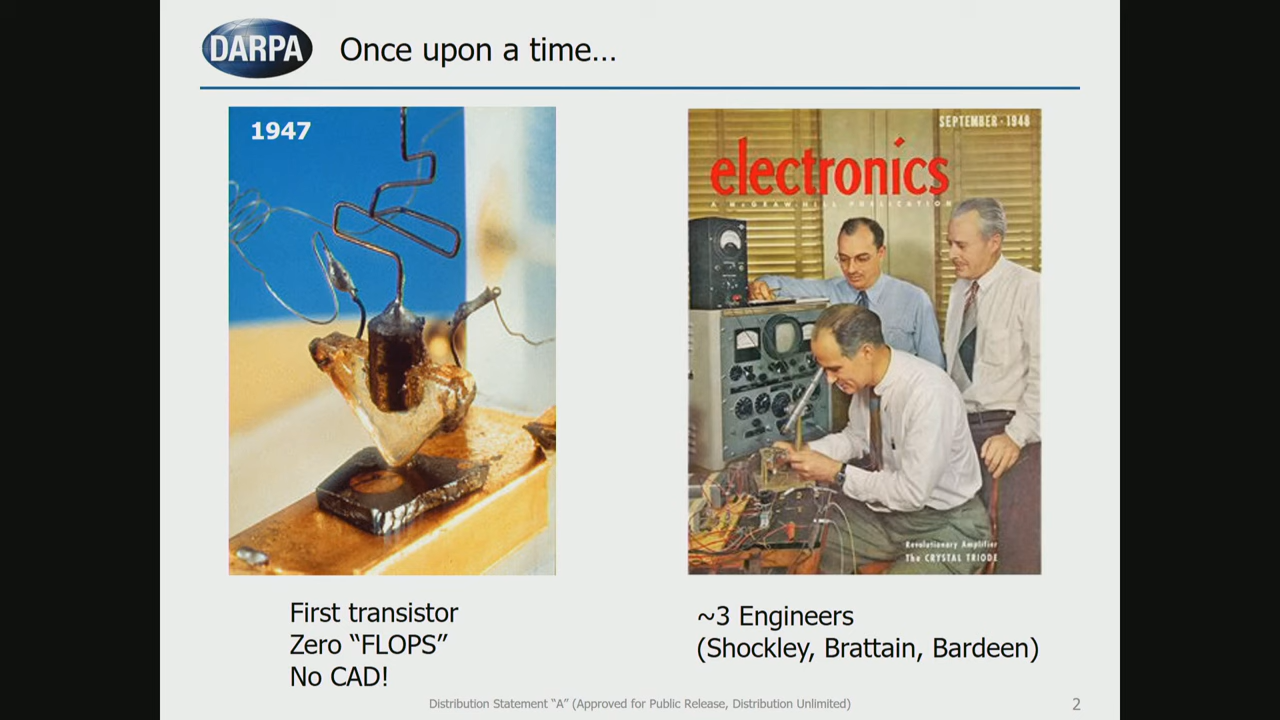 DARPA
Once upon a time...
1947
SEPTEMBER · 1948
electronics
A McGRAW-HILL PUBLICATION
Revolutionary Amplifier
The CRYSTAL TRIODE
First transistor
Zero “FLOPS”
No CAD!
~3 Engineers
(Shockley, Brattain, Bardeen)
Distribution Statement “A” (Approved for Public Release, Distribution Unlimited)
2